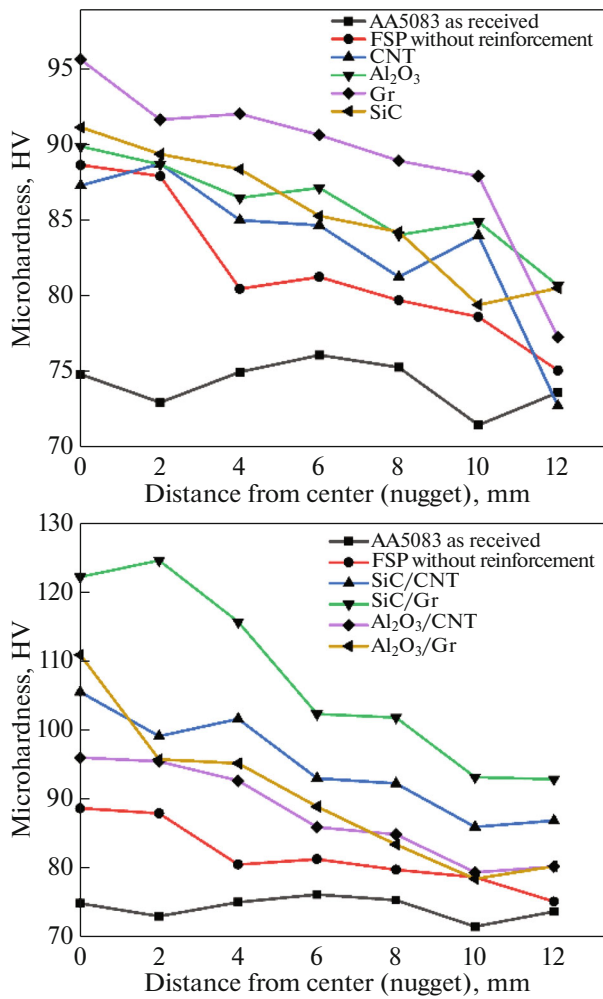 AA5083 as received
FSP without reinforcement
CNT
Al₂O₃
Gr
SiC
95
90
85
80
75
70
Microhardness, HV
0 2 4 6 8 10 12
Distance from center (nugget), mm
130
120
110
100
90
80
70
Microhardness, HV
AA5083 as received
FSP without reinforcement
SiC/CNT
SiC/Gr
Al₂O₃/CNT
Al₂O₃/Gr
0 2 4 6 8 10 12
Distance from center (nugget), mm